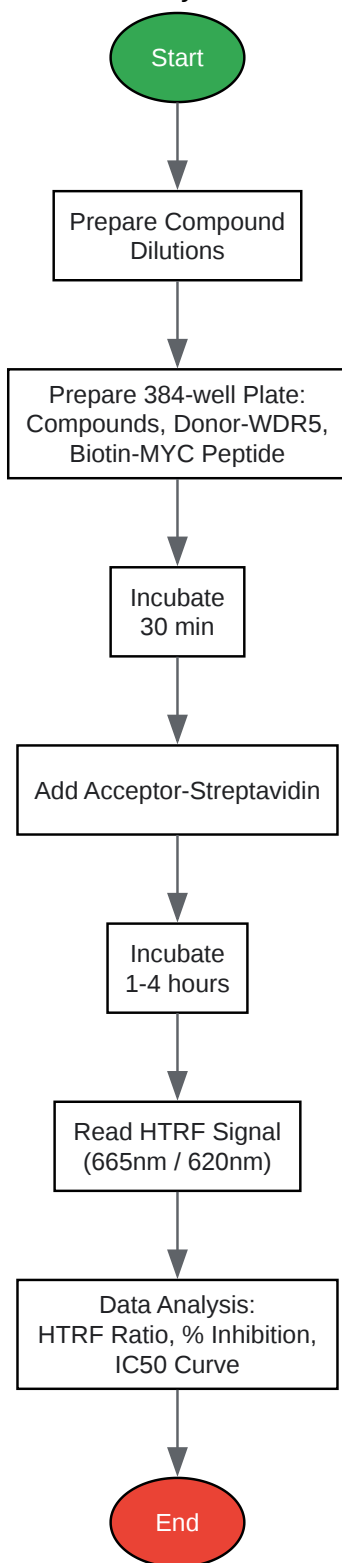 Start
Prepare Compound
Dilutions
Prepare 384-well Plate:
Compounds, Donor-WDR5,
Biotin-MYC Peptide
Incubate
30 min
Add Acceptor-Streptavidin
Incubate
1-4 hours
Read HTRF Signal
(665nm / 620nm)
Data Analysis:
HTRF Ratio, % Inhibition,
IC50 Curve
End